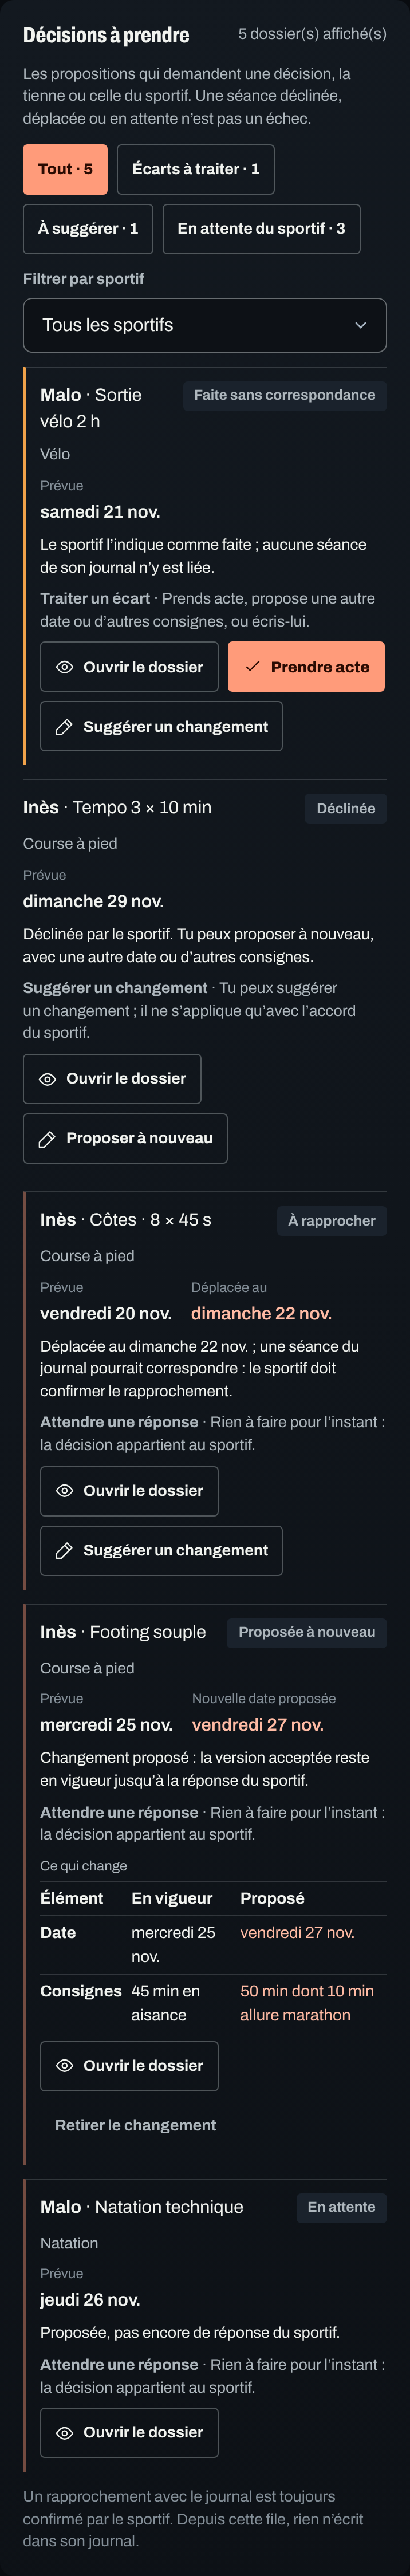 Décisions à prendre
5 dossier(s) affiché(s)
Les propositions qui demandent une décision, la
tienne ou celle du sportif. Une séance déclinée,
déplacée ou en attente n’est pas un échec.
Tout · 5
Écarts à traiter · 1
À suggérer · 1
En attente du sportif · 3
Filtrer par sportif
Tous les sportifs
Malo · Sortie
vélo 2 h
Faite sans correspondance
Vélo
Prévue
samedi 21 nov.
Le sportif l’indique comme faite ; aucune séance
de son journal n’y est liée.
Traiter un écart · Prends acte, propose une autre
date ou d’autres consignes, ou écris-lui.
Ouvrir le dossier
Prendre acte
Suggérer un changement
Inès · Tempo 3 × 10 min
Déclinée
Course à pied
Prévue
dimanche 29 nov.
Déclinée par le sportif. Tu peux proposer à nouveau,
avec une autre date ou d’autres consignes.
Suggérer un changement · Tu peux suggérer
un changement ; il ne s’applique qu’avec l’accord
du sportif.
Ouvrir le dossier
Proposer à nouveau
Inès · Côtes · 8 × 45 s
À rapprocher
Course à pied
Prévue
Déplacée au
vendredi 20 nov.
dimanche 22 nov.
Déplacée au dimanche 22 nov. ; une séance du
journal pourrait correspondre : le sportif doit
confirmer le rapprochement.
Attendre une réponse · Rien à faire pour l’instant :
la décision appartient au sportif.
Ouvrir le dossier
Suggérer un changement
Inès · Footing souple
Proposée à nouveau
Course à pied
Prévue
Nouvelle date proposée
mercredi 25 nov.
vendredi 27 nov.
Changement proposé : la version acceptée reste
en vigueur jusqu’à la réponse du sportif.
Attendre une réponse · Rien à faire pour l’instant :
la décision appartient au sportif.
Ce qui change
Élément En vigueur Proposé
Date mercredi 25 vendredi 27 nov.
nov.
Consignes 45 min en 50 min dont 10 min
aisance allure marathon
Ouvrir le dossier
Retirer le changement
Malo · Natation technique
En attente
Natation
Prévue
jeudi 26 nov.
Proposée, pas encore de réponse du sportif.
Attendre une réponse · Rien à faire pour l’instant :
la décision appartient au sportif.
Ouvrir le dossier
Un rapprochement avec le journal est toujours
confirmé par le sportif. Depuis cette file, rien n’écrit
dans son journal.